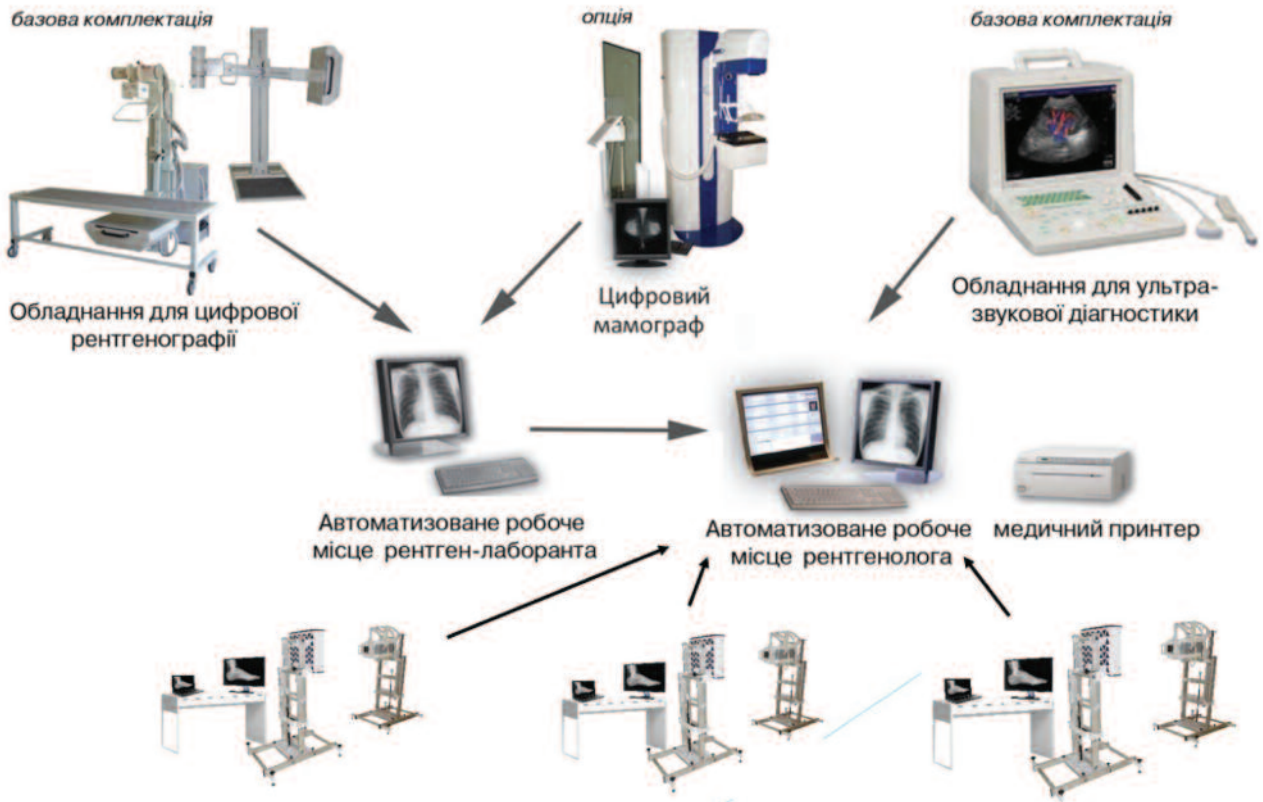 базова комплектація
опція
базова комплектація
Обладнання для цифрової
рентгенографії
Цифровий
мамограф
Обладнання для ультра-
звукової діагностики
Автоматизоване робоче
місце рентген-лаборанта
Автоматизоване робоче
місце рентгенолога
медичний принтер